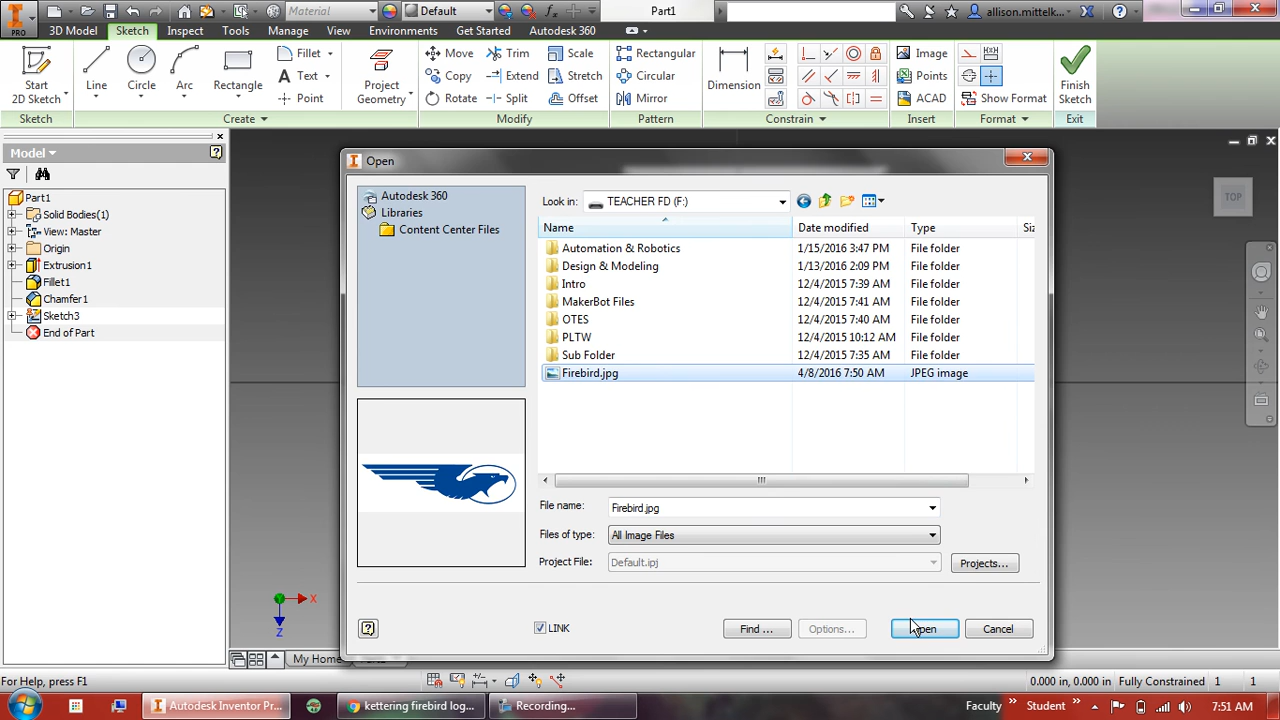 PRO
Material
Default
Part1
allison.mittelk...
3D Model
Sketch
Inspect
Tools
Manage
View
Environments
Get Started
Autodesk 360
Start
2D Sketch
Line
Circle
Arc
Rectangle
Fillet
Text
Point
Project
Geometry
Move
Copy
Rotate
Trim
Extend
Split
Scale
Stretch
Offset
Rectangular
Circular
Mirror
Dimension
Image
Points
ACAD
Show Format
Finish
Sketch
Sketch
Create
Modify
Pattern
Constrain
Insert
Format
Exit
Model
Part1
Solid Bodies(1)
View: Master
Origin
Extrusion1
Fillet1
Chamfer1
Sketch3
End of Part
TOP
Open
Autodesk 360
Libraries
Content Center Files
Look in: TEACHER FD (F:)
Name Date modified Type
Automation & Robotics 1/15/2016 3:47 PM File folder
Design & Modeling 1/13/2016 2:09 PM File folder
Intro 12/4/2015 7:39 AM File folder
MakerBot Files 12/4/2015 7:41 AM File folder
OTES 12/4/2015 7:40 AM File folder
PLTW 12/4/2015 10:12 AM File folder
Sub Folder 12/4/2015 7:35 AM File folder
Firebird.jpg 4/8/2016 7:50 AM JPEG image
File name: Firebird.jpg
Files of type: All Image Files
Project File: Default.ipj
Projects...
LINK
Find ...
Options...
Open
Cancel
X
Z
My Home
For Help, press F1
0.000 in, 0.000 in Fully Constrained 1 1
Autodesk Inventor Pr...
kettering firebird log...
Recording...
Faculty
Student
7:51 AM